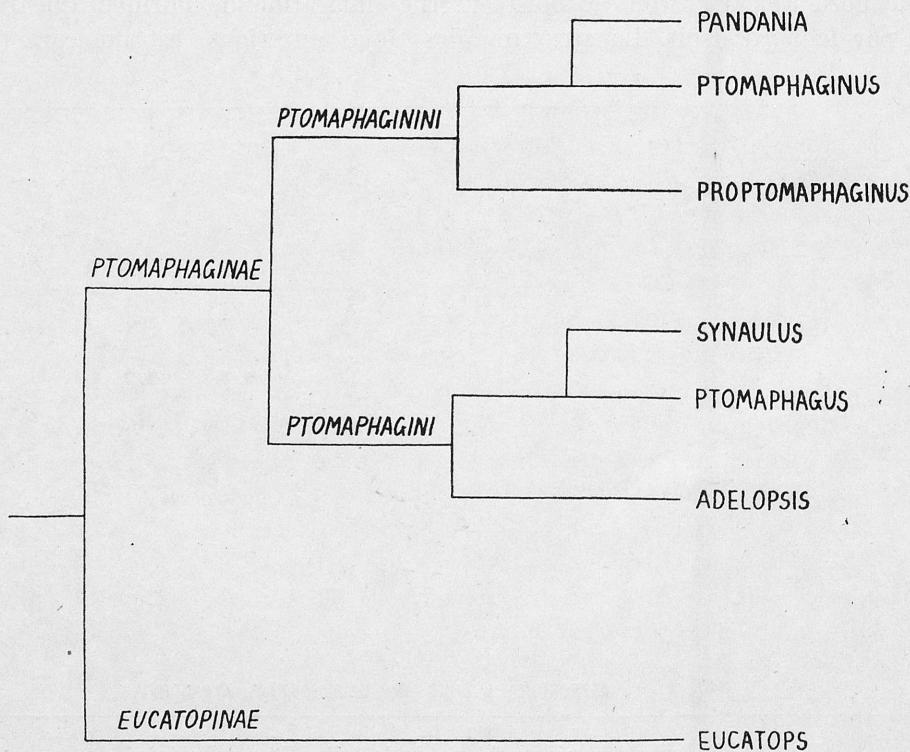 PANDANIA
PTOMAPHAGINUS
PTOMAPHAGININI
PROPTOMAPHAGINUS
PTOMAPHAGINAE
SYNAULUS
PTOMAPHAGUS
PTOMAPHAGINI
ADELOPSIS
EUCATOPINAE
EUCATOPS